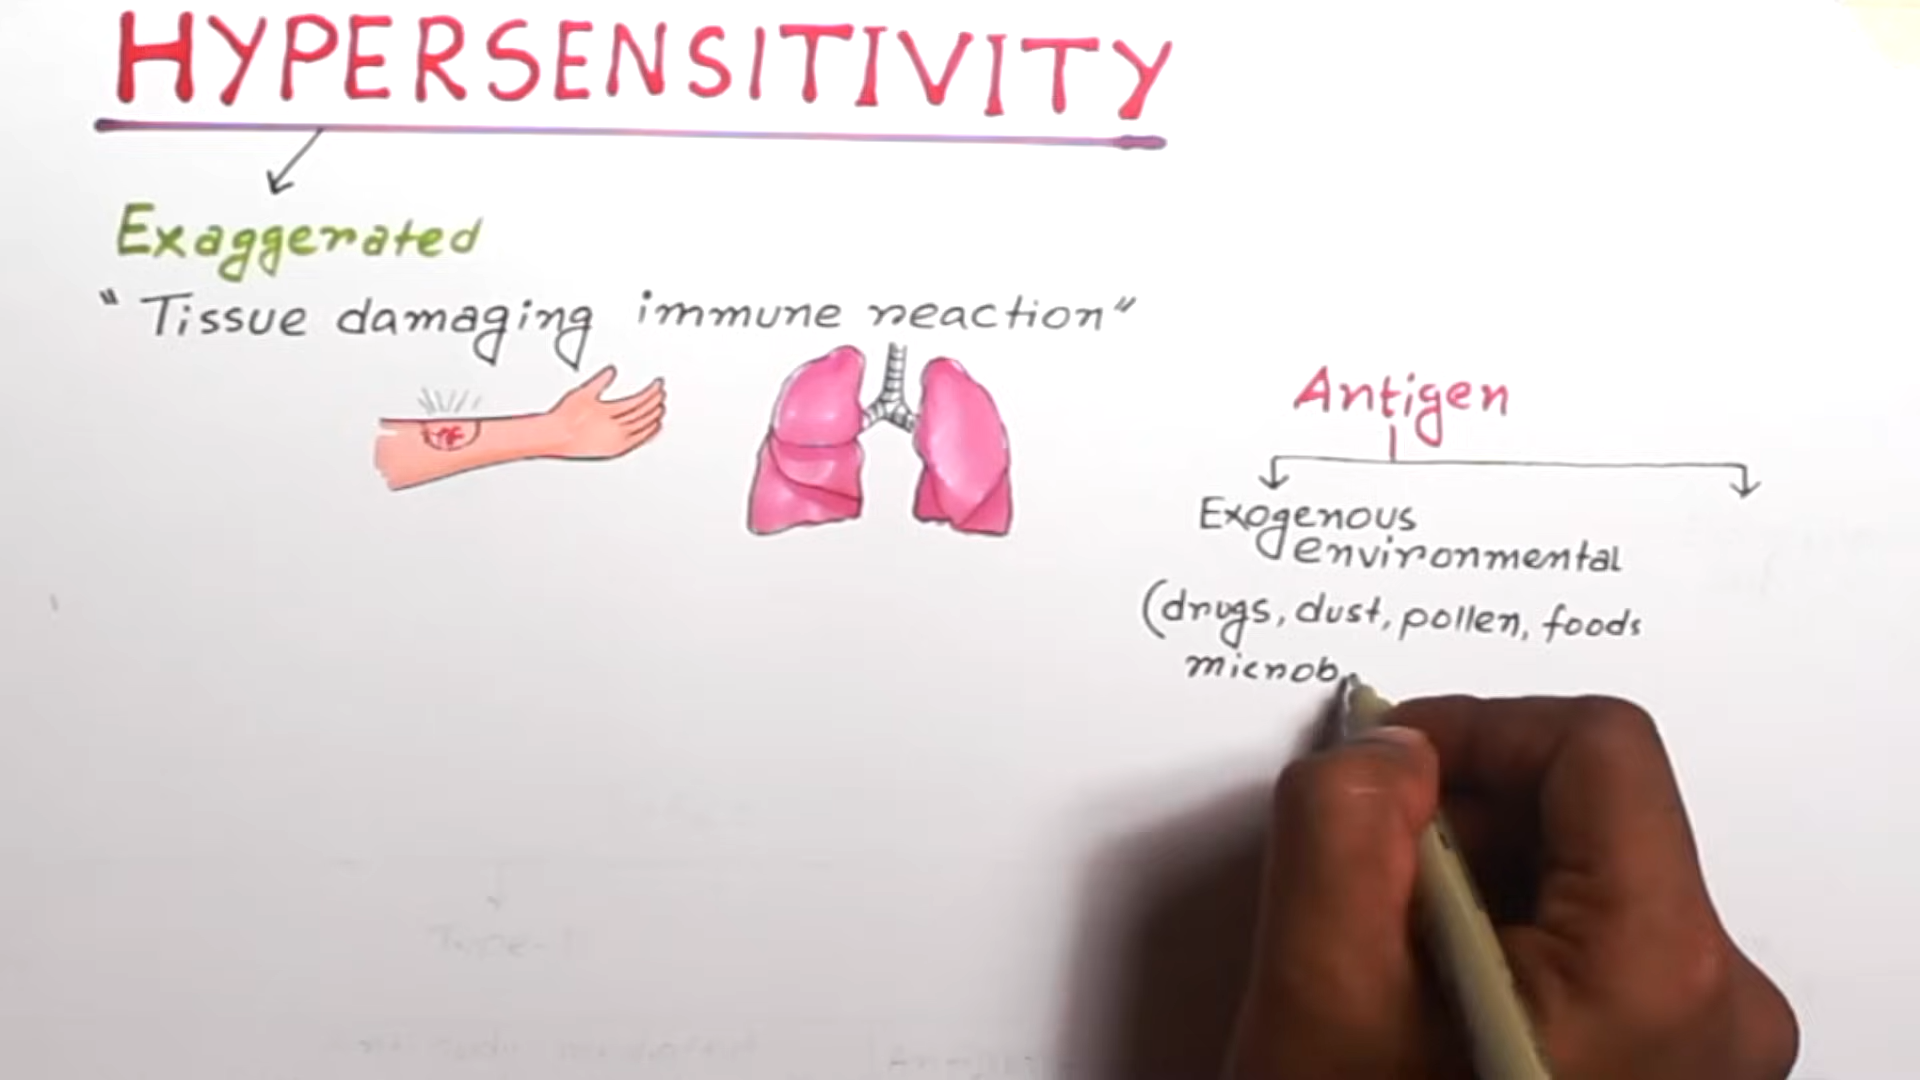 HYPERSENSITIVITY
Exaggerated
"Tissue damaging immune reaction"
Antigen
Exogenous
environmental
(drugs, dust, pollen, foods
microb